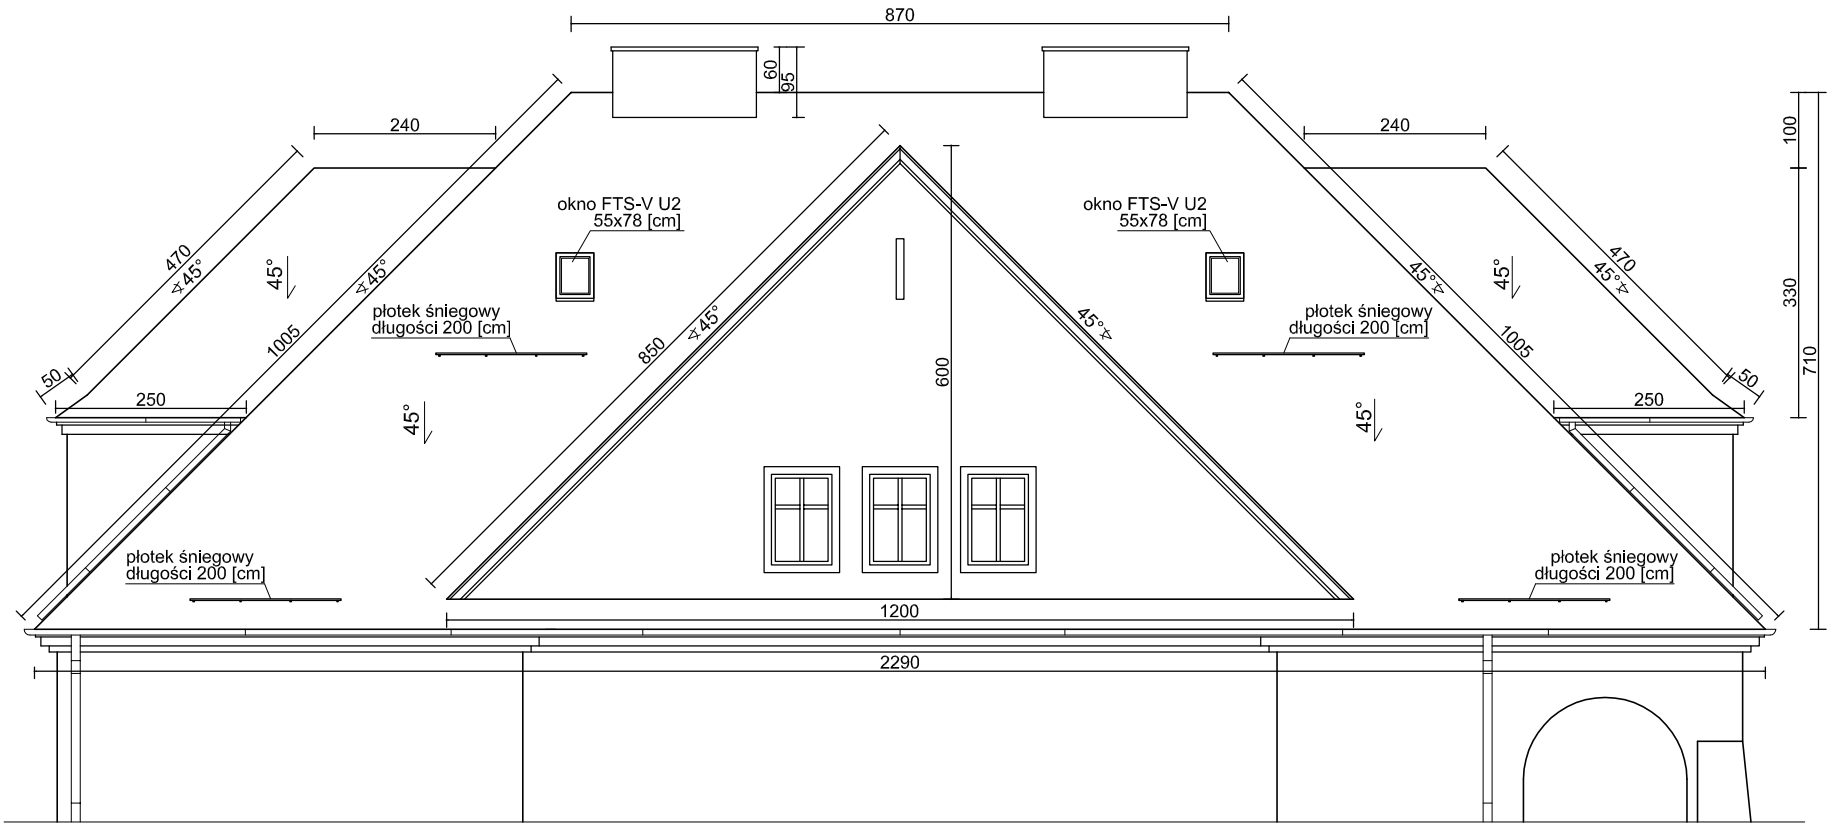 870
60
95
240
240
100
okno FTS-V U2
55x78 [cm]
okno FTS-V U2
55x78 [cm]
470
∢45°
45°
∢45°
45°∢
45°
470
45°∢
330
płotek śniegowy
długości 200 [cm]
płotek śniegowy
długości 200 [cm]
1005
850
∢45°
45°∢
1005
710
600
50
50
250
250
45°
45°
płotek śniegowy
długości 200 [cm]
płotek śniegowy
długości 200 [cm]
1200
2290